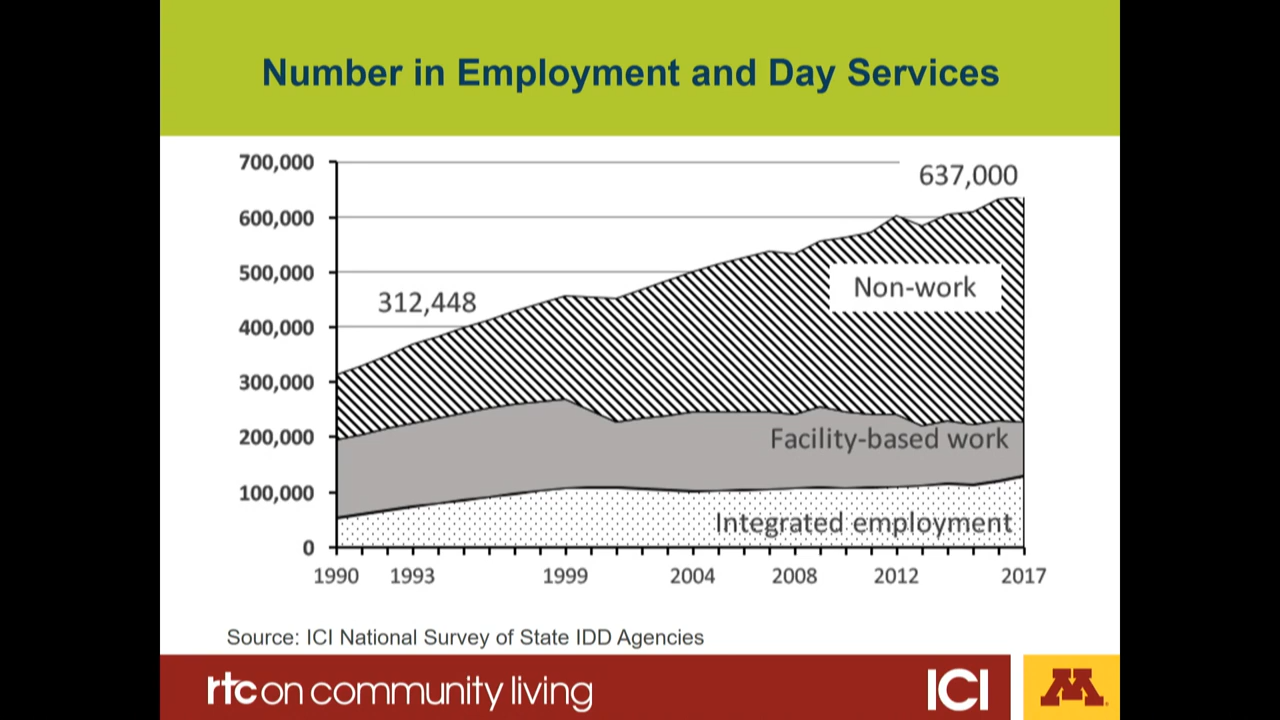 Number in Employment and Day Services
700,000
637,000
600,000
500,000
Non-work
312,448
400,000
300,000
200,000
Facility-based work
100,000
Integrated employment
0
1990 1993 1999 2004 2008 2012 2017
Source: ICI National Survey of State IDD Agencies
rtc on community living
ICI
M